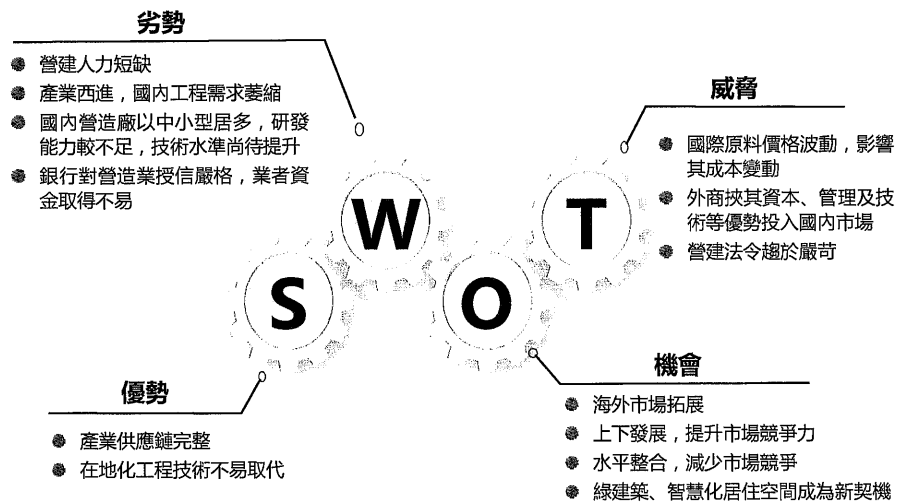 劣勢
營建人力短缺
產業西進，國內工程需求萎縮
國內營造廠以中小型居多，研發
能力較不足，技術水準尚待提升
銀行對營造業授信嚴格，業者資
金取得不易
威脅
國際原料價格波動，影響
其成本變動
外商挾其資本、管理及技
術等優勢投入國內市場
營建法令趨於嚴苛
W
T
S
O
優勢
產業供應鏈完整
在地化工程技術不易取代
機會
海外市場拓展
上下發展，提升市場競爭力
水平整合，減少市場競爭
綠建築、智慧化居住空間成為新契機